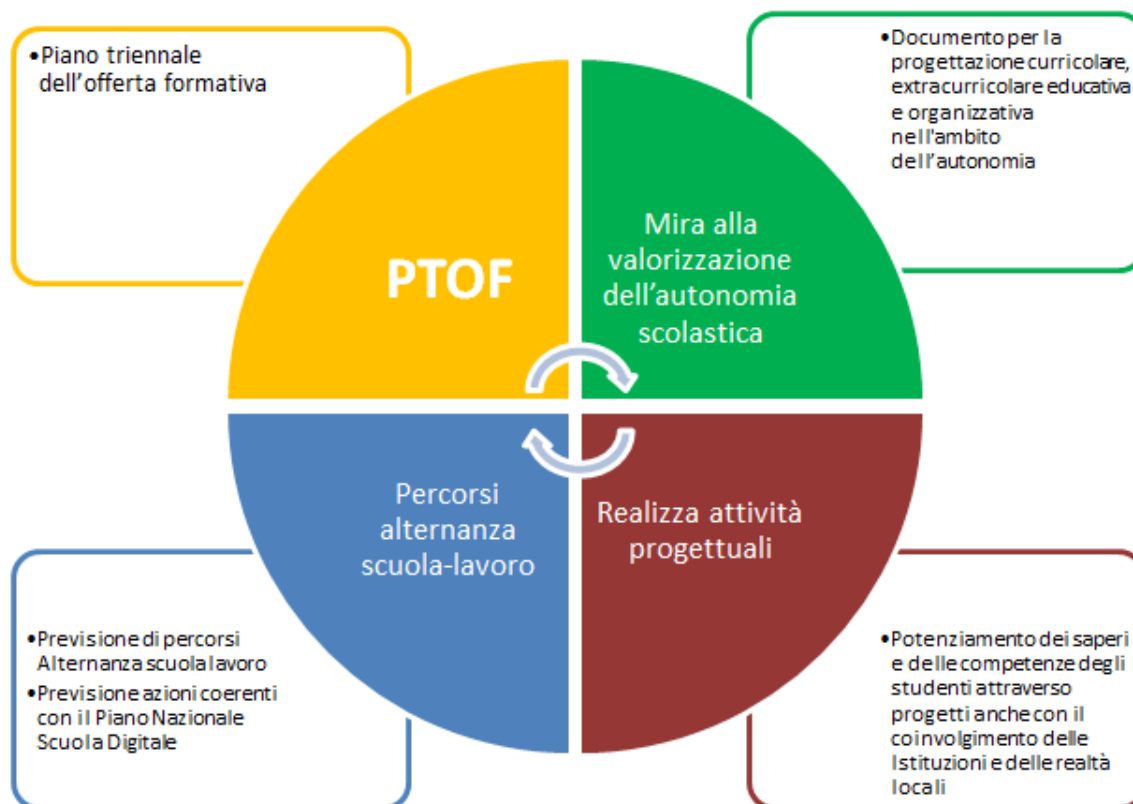 •Piano triennale
dell'offerta formativa
•Documento per la
progettazione curricolare,
extracurricolare educativa
e organizzativa
nell'ambito
dell'autonomia
PTOF
Mira alla
valorizzazione
dell'autonomia
scolastica
Percorsi
alternanza
scuola-lavoro
Realizza attività
progettuali
•Previsione di percorsi
Alternanza scuola lavoro
•Previsione azioni coerenti
con il Piano Nazionale
Scuola Digitale
•Potenziamento dei saperi
e delle competenze degli
studenti attraverso
progetti anche con il
coinvolgimento delle
Istituzioni e delle realtà
locali